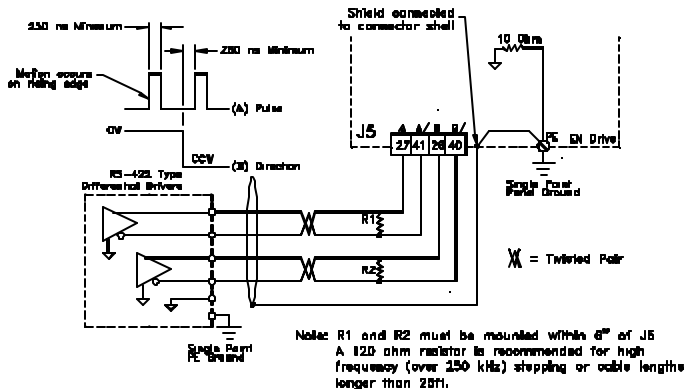 Shield connected
to connector shell
250 ns Minimum
250 ns Minimum
10 Ohm
Motion occurs
on rising edge
(A) Pulse
CW
CCW
(B) Direction
J5
A A/ B B/
27 41 26 40
PE EN Drive
Single Point
Panel Ground
RS-422 Type
Differential Drivers
R1
R2
= Twisted Pair
Single Point
PE Ground
Note: R1 and R2 must be mounted within 6" of J5
A 120 ohm resistor is recommended for high
frequency (over 250 kHz) stepping or cable lengths
longer than 25ft.